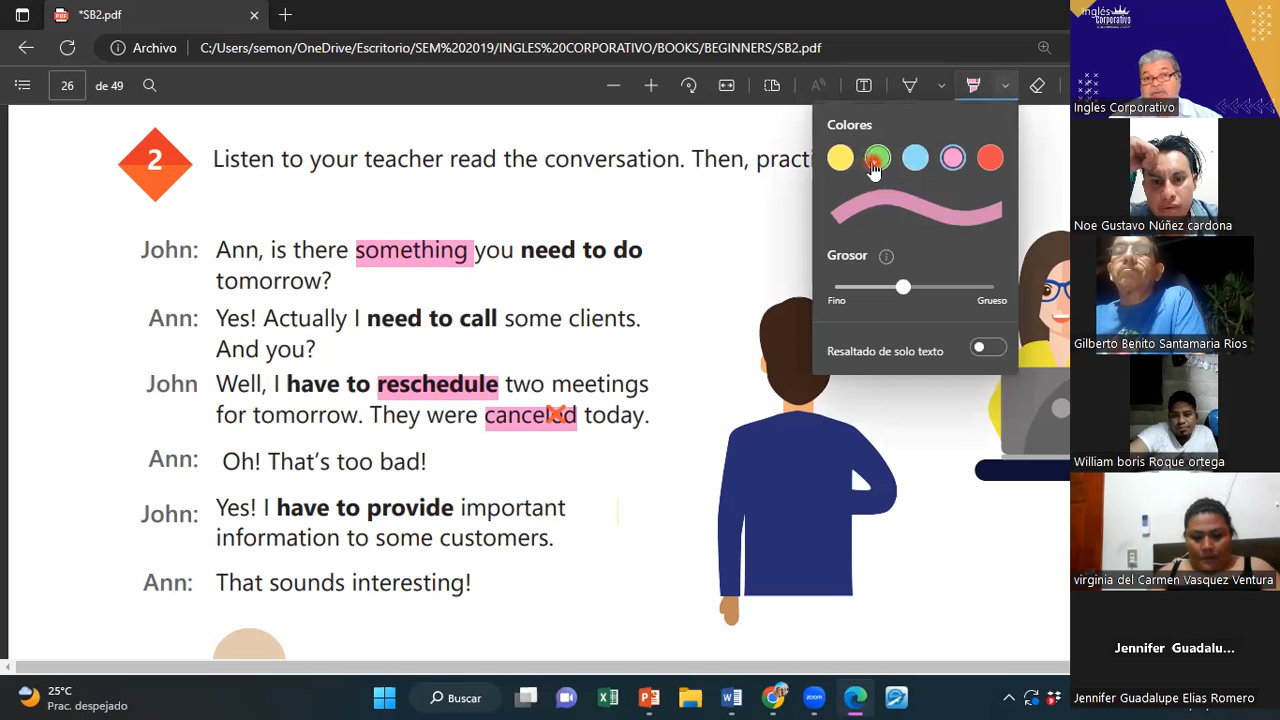 *SB2.pdf
Archivo
C:/Users/semon/OneDrive/Escritorio/SEM%202019/INGLES%20CORPORATIVO/BOOKS/BEGINNERS/SB2.pdf
26
de 49
Colores
Grosor
Fino
Grueso
Resaltado de solo texto
2
Listen to your teacher read the conversation. Then, practi
John: Ann, is there something you need to do
tomorrow?
Ann: Yes! Actually I need to call some clients.
And you?
John Well, I have to reschedule two meetings
for tomorrow. They were canceled today.
Ann: Oh! That's too bad!
John: Yes! I have to provide important
information to some customers.
Ann: That sounds interesting!
Inglés
Corporativo
Ingles Corporativo
Noe Gustavo Núñez cardona
Gilberto Benito Santamaria Rios
William boris Roque ortega
virginia del Carmen Vasquez Ventura
Jennifer Guadalu...
Jennifer Guadalupe Elias Romero
25°C
Prac. despejado
Buscar
zoom